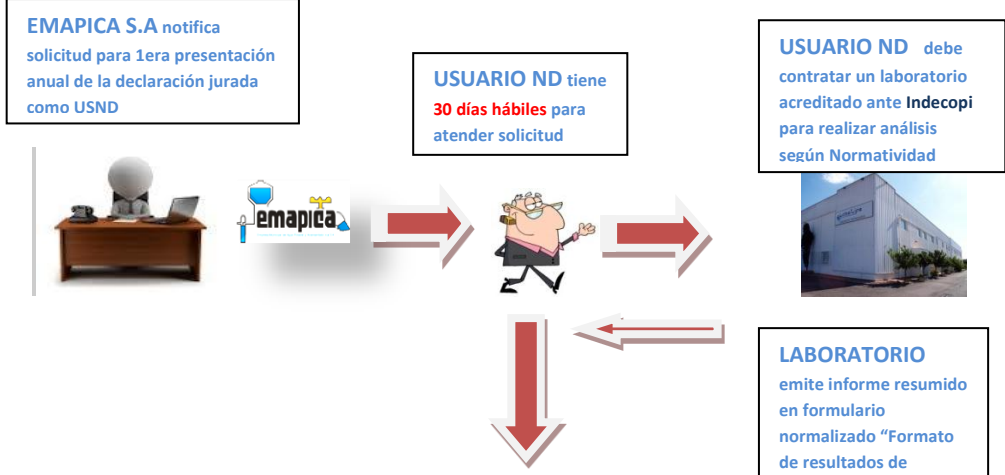 EMAPICA S.A notifica
solicitud para 1era presentación
anual de la declaración jurada
como USND
USUARIO ND tiene
30 días hábiles para
atender solicitud
USUARIO ND debe
contratar un laboratorio
acreditado ante Indecopi
para realizar análisis
según Normatividad
emapica
LABORATORIO
emite informe resumido
en formulario
normalizado “Formato
de resultados de